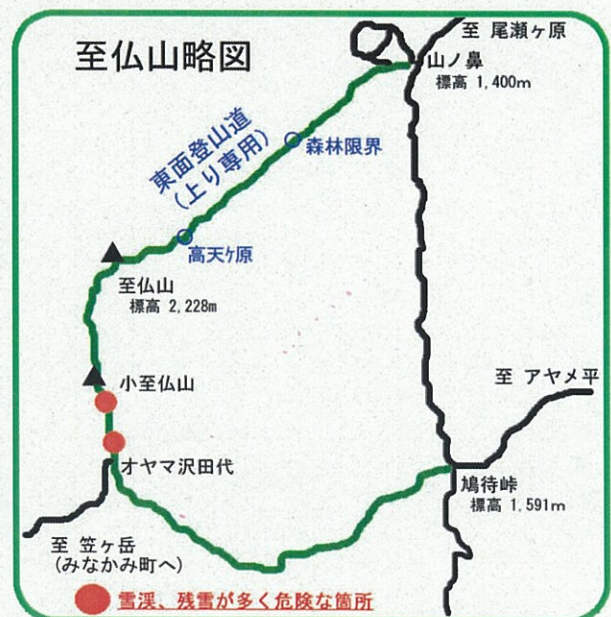 至仏山略図
至 尾瀬ヶ原
山ノ鼻
標高 1,400m
東面登山道
(上り専用)
森林限界
高天ヶ原
至仏山
標高 2,228m
小至仏山
至 アヤメ平
オヤマ沢田代
鳩待峠
標高 1,591m
至 笠ヶ岳
(みなかみ町へ)
雪渓、残雪が多く危険な箇所